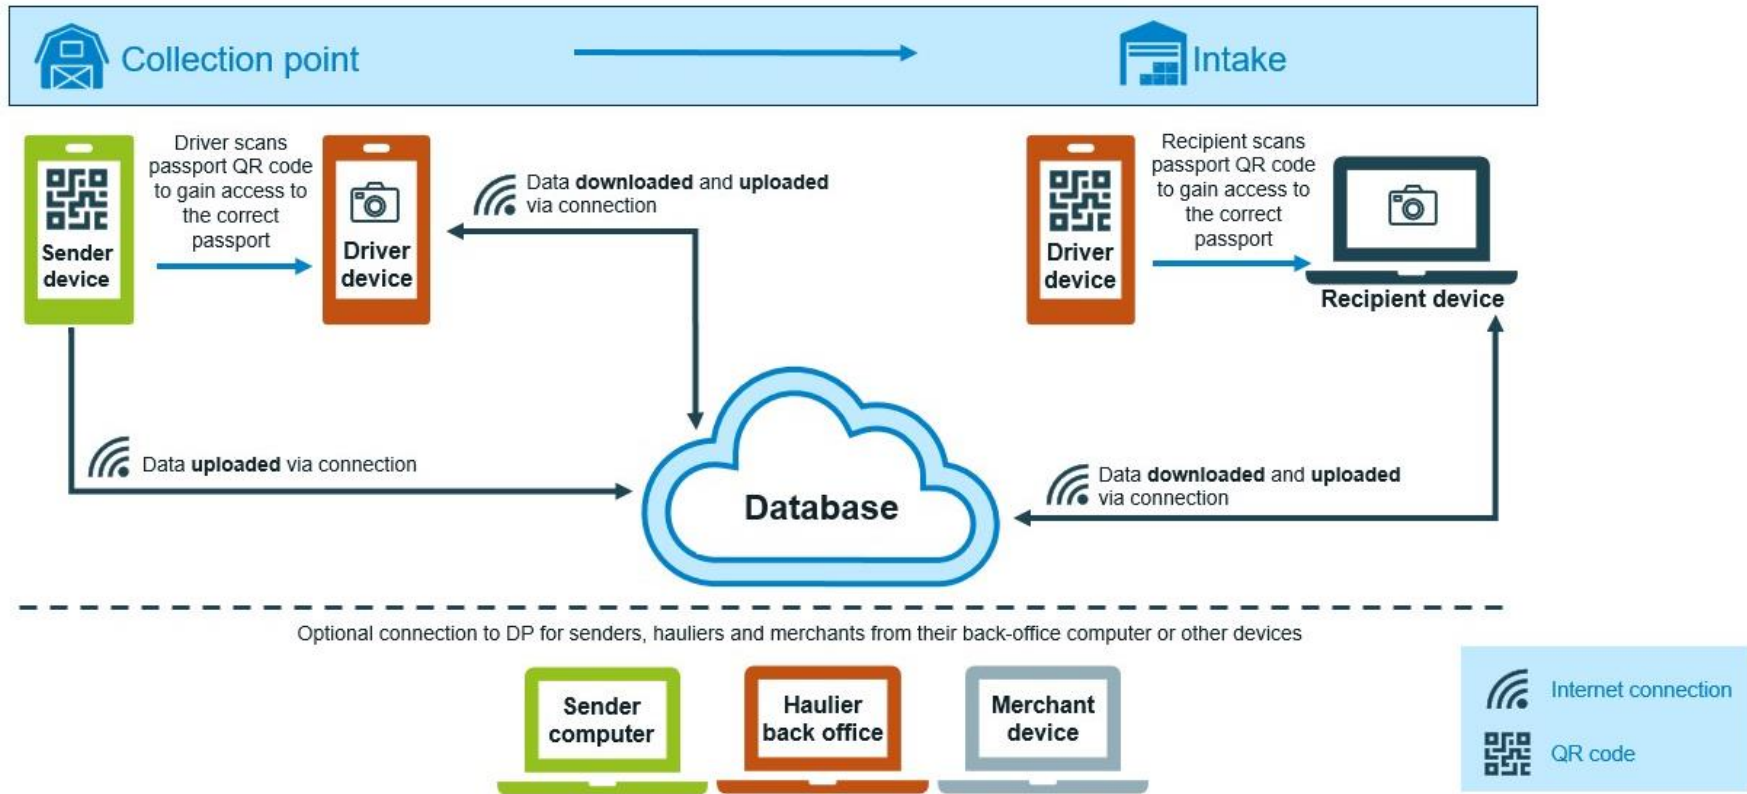 Collection point
Intake
Driver scans
passport QR code
to gain access to
the correct
passport
Sender
device
Driver
device
Data downloaded and uploaded
via connection
Recipient scans
passport QR code
to gain access to
the correct
passport
Driver
device
Recipient device
Data uploaded via connection
Database
Data downloaded and uploaded
via connection
Optional connection to DP for senders, hauliers and merchants from their back-office computer or other devices
Sender
computer
Haulier
back office
Merchant
device
Internet connection
QR code